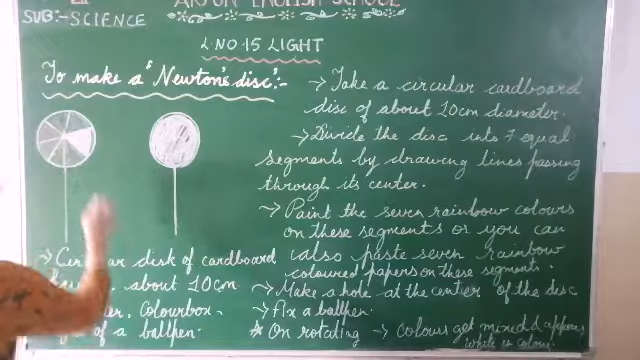 ENGLISH SCHOOL
SUB:- SCIENCE
L.NO.15 LIGHT
To make a "Newton's disc":-
→ Take a circular cardboard
disc of about 10cm diameter.
→ Divide the disc into 7 equal
segments by drawing lines passing
through its center.
→ Paint the seven rainbow colours
on these segments or you can
also paste seven rainbow
coloured papers on these segments.
→ Make a hole at the center of the disc
→ fix a ballpen.
* On rotating → colours get mixed & appears
white in colour.
→ Circular disk of cardboard
about 10cm
Colourbox,
of a ballpen.